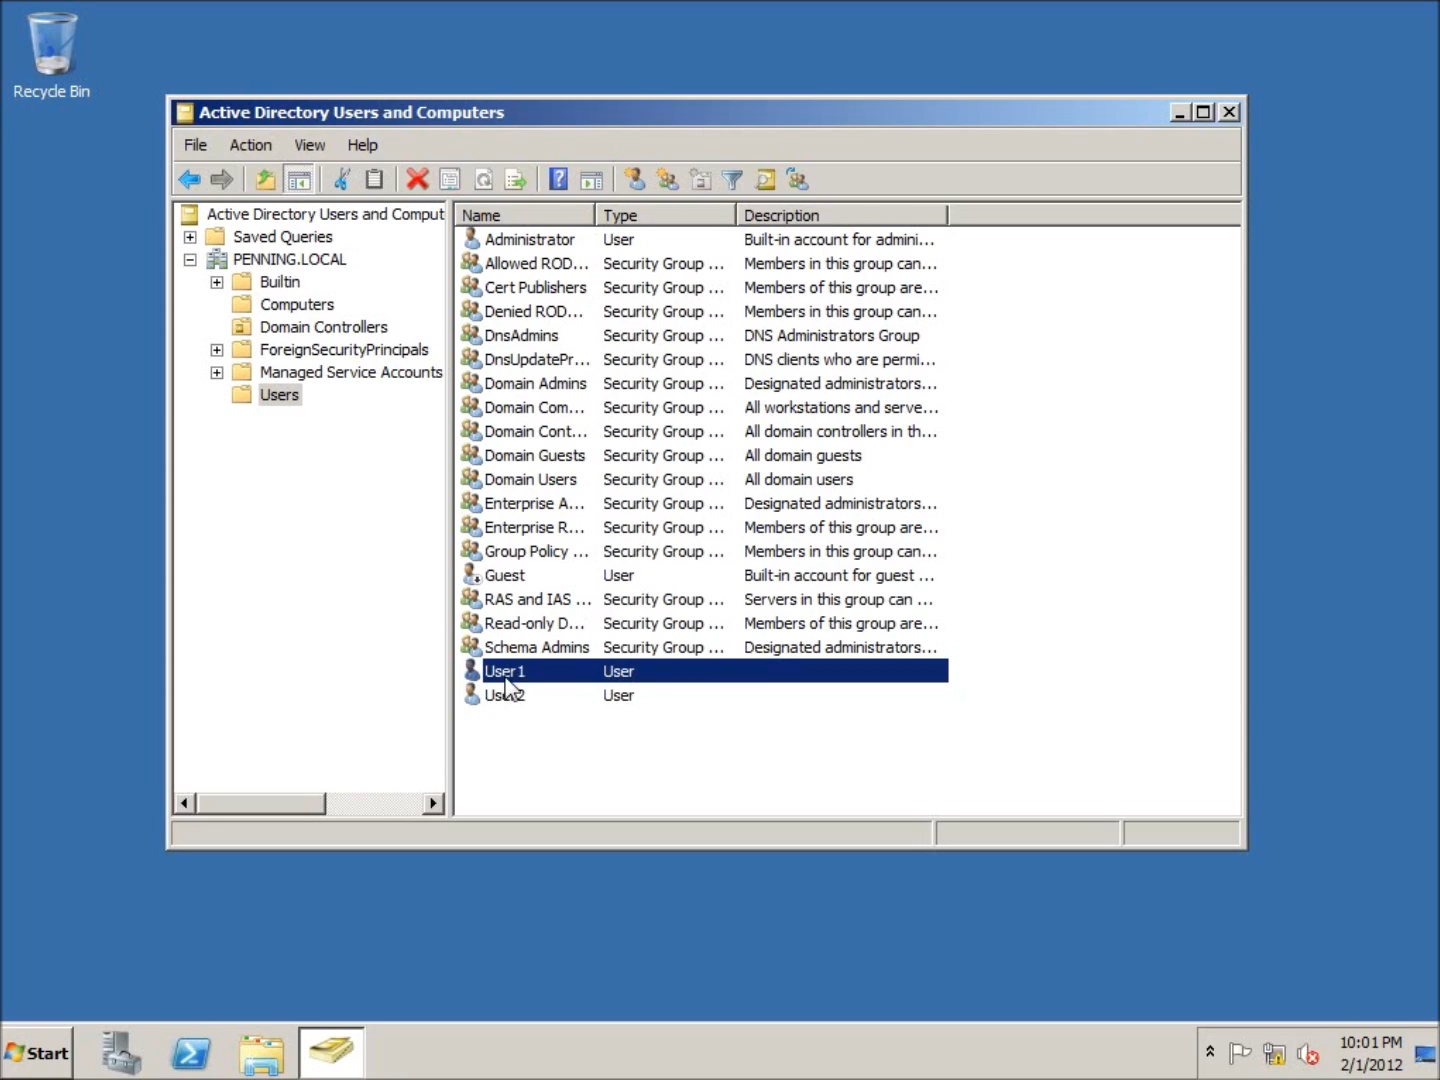 Recycle Bin
Active Directory Users and Computers
File Action View Help
Active Directory Users and Comput
Saved Queries
PENNING.LOCAL
Builtin
Computers
Domain Controllers
ForeignSecurityPrincipals
Managed Service Accounts
Users
Name Type Description
Administrator User Built-in account for admini...
Allowed ROD... Security Group ... Members in this group can...
Cert Publishers Security Group ... Members of this group are...
Denied ROD... Security Group ... Members in this group can...
DnsAdmins Security Group ... DNS Administrators Group
DnsUpdatePr... Security Group ... DNS clients who are permi...
Domain Admins Security Group ... Designated administrators...
Domain Com... Security Group ... All workstations and serve...
Domain Cont... Security Group ... All domain controllers in th...
Domain Guests Security Group ... All domain guests
Domain Users Security Group ... All domain users
Enterprise A... Security Group ... Designated administrators...
Enterprise R... Security Group ... Members of this group are...
Group Policy ... Security Group ... Members in this group can...
Guest User Built-in account for guest ...
RAS and IAS ... Security Group ... Servers in this group can ...
Read-only D... Security Group ... Members of this group are...
Schema Admins Security Group ... Designated administrators...
User1 User
User2 User
Start
10:01 PM
2/1/2012